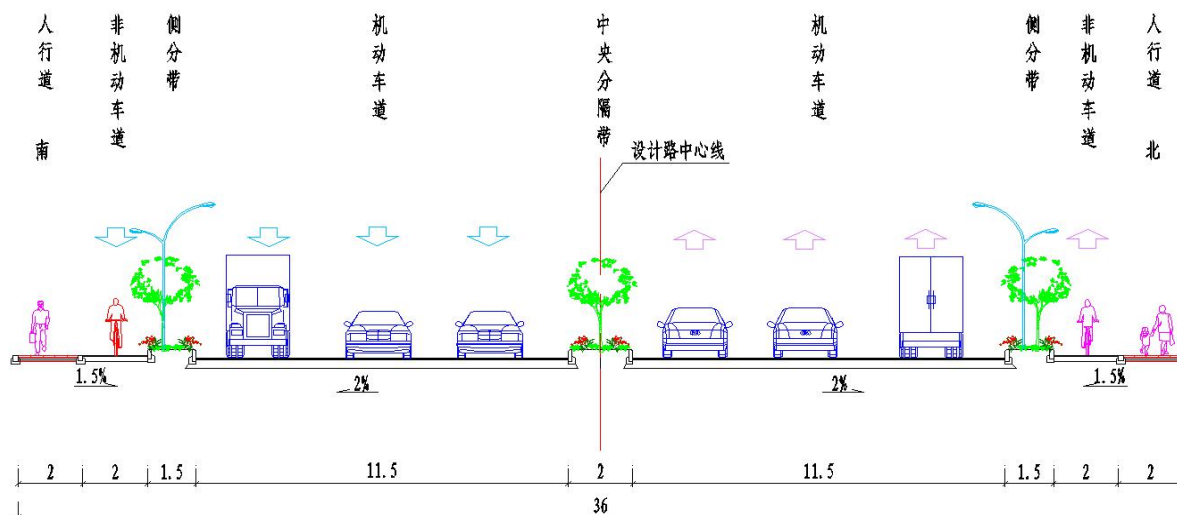 人行道 南
非机动车道
侧分带
机动车道
中央分隔带
机动车道
侧分带
非机动车道
人行道 北
设计路中心线
1.5%
2%
2%
1.5%
2
2
1.5
11.5
2
11.5
1.5
2
2
36